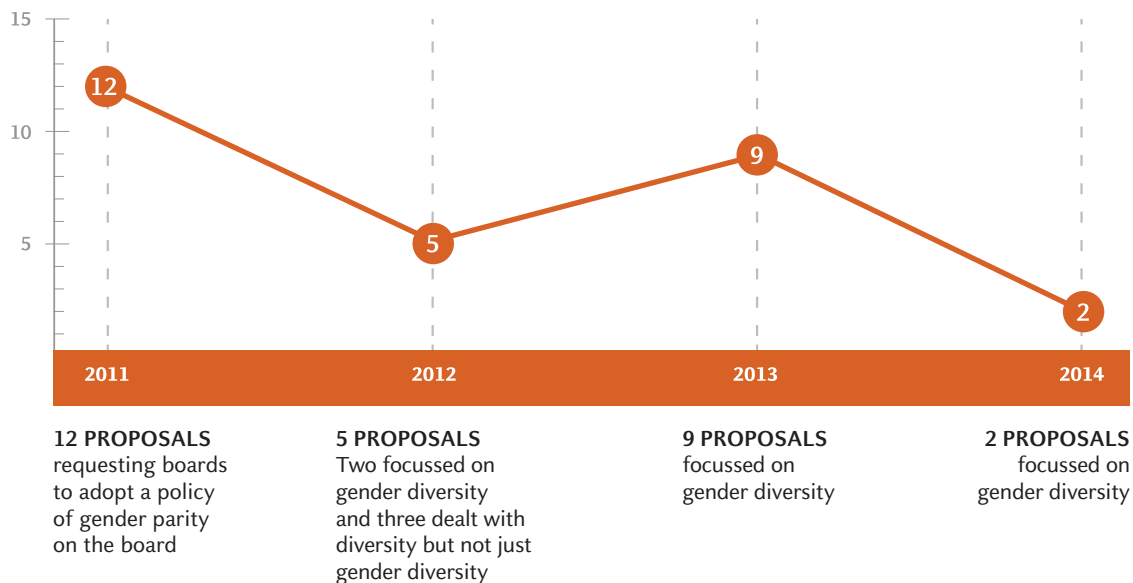 15
12
10
9
5
5
2
2011
2012
2013
2014
12 PROPOSALS
requesting boards
to adopt a policy
of gender parity
on the board
5 PROPOSALS
Two focussed on
gender diversity
and three dealt with
diversity but not just
gender diversity
9 PROPOSALS
focussed on
gender diversity
2 PROPOSALS
focussed on
gender diversity